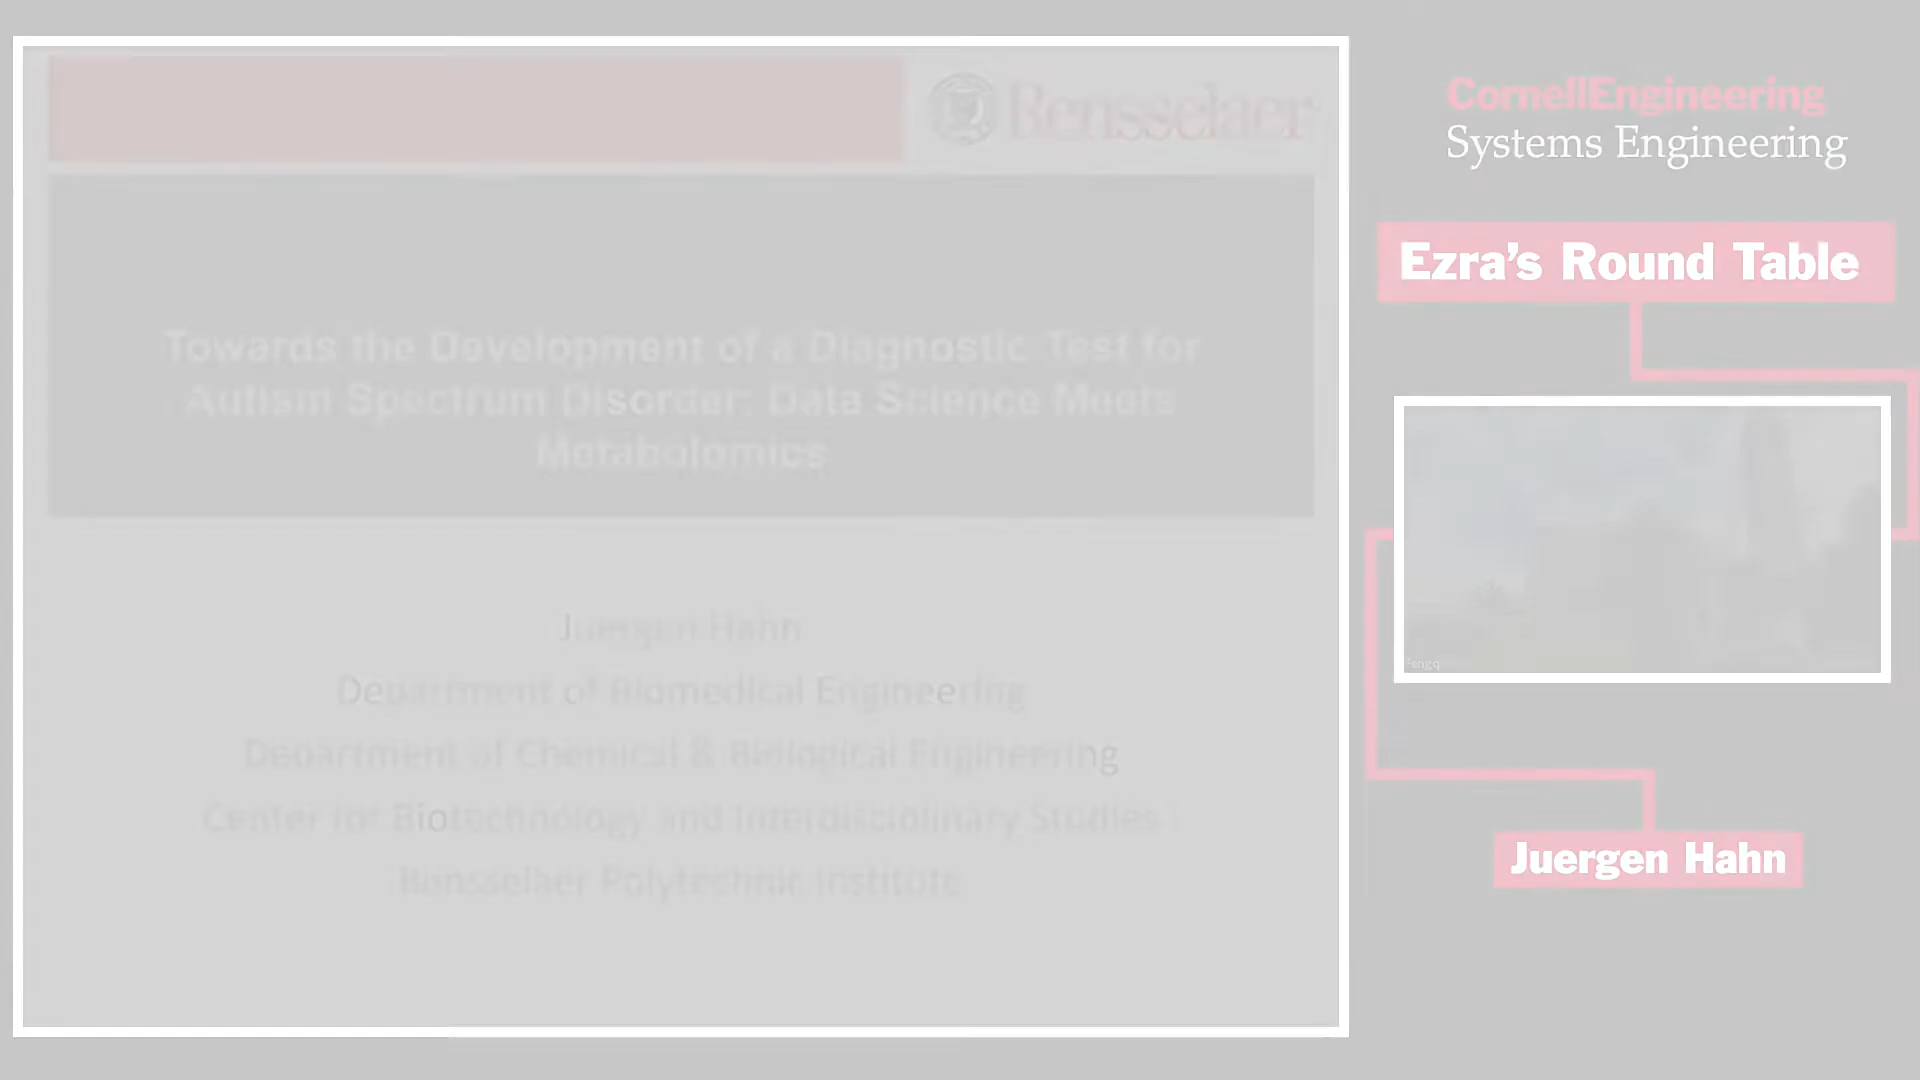 Rensselaer
Towards the Development of a Diagnostic Test for
Autism Spectrum Disorder: Data Science Meets
Metabolomics
Juergen Hahn
Department of Biomedical Engineering
Department of Chemical & Biological Engineering
Center for Biotechnology and Interdisciplinary Studies
Rensselaer Polytechnic Institute
CornellEngineering
Systems Engineering
Ezra's Round Table
Juergen Hahn